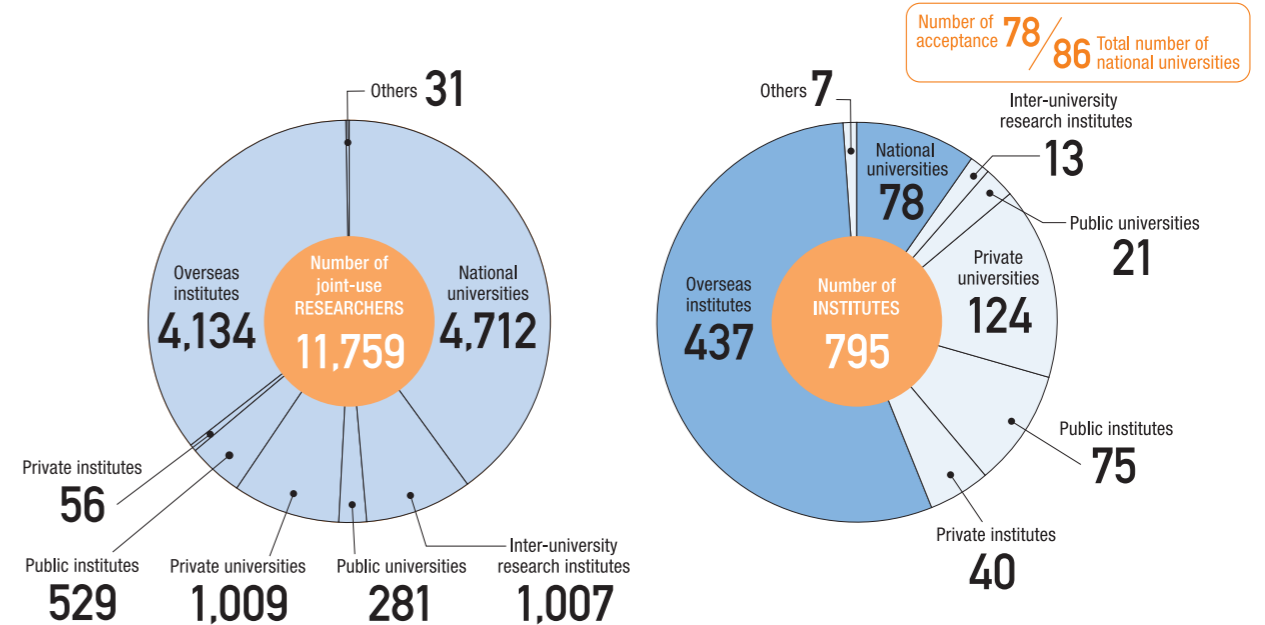 Number of
acceptance 78 / 86 Total number of
national universities
Others 31
National
universities
4,712
Inter-university
research institutes
1,007
Public universities
281
Private universities
1,009
Public institutes
529
Private institutes
56
Overseas
institutes
4,134
Number of
joint-use
RESEARCHERS
11,759
Others 7
National
universities
78
Inter-university
research institutes
13
Public universities
21
Private
universities
124
Public institutes
75
Private institutes
40
Overseas
institutes
437
Number of
INSTITUTES
795